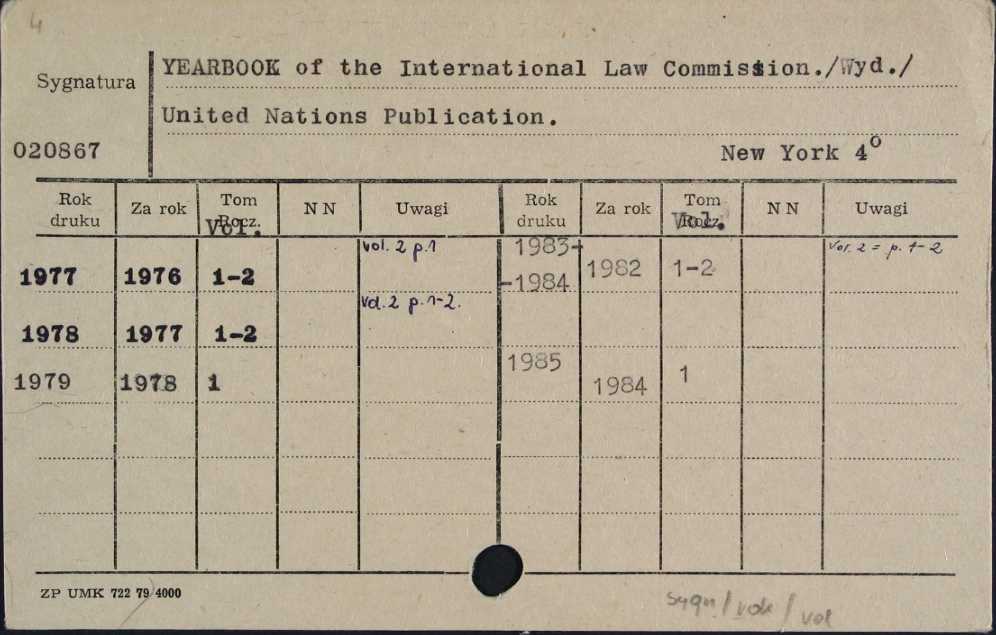 4
YEARBOOK of the International Law Commission./Wyd./
Sygnatura
United Nations Publication.
020867
New York 4°
Rok druku Za rok Tom Rocz. Vol. N N Uwagi Rok druku Za rok Tom Rocz. Vol. N N Uwagi
1977 1976 1-2 vol. 2 p.1 1983- -1984 1982 1-2 Vol. 2 = p. 1-2
1978 1977 1-2 vol. 2 p. 1-2.
1979 1978 1 1985 1984 1
ZP UMK 722 79 4000
sygn/rok/vol